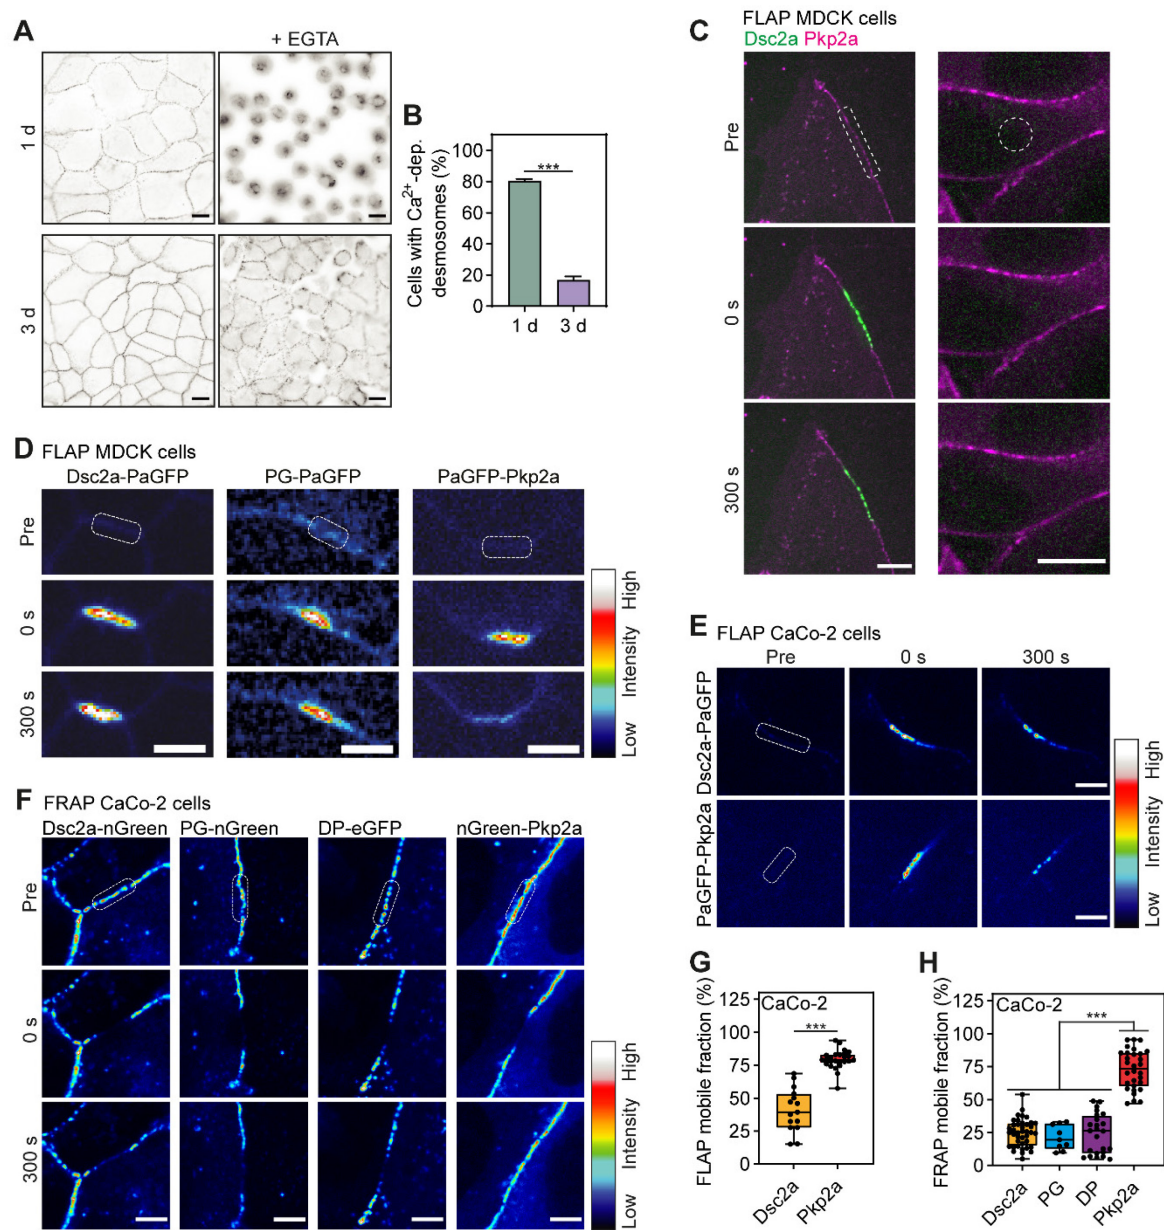 A
+ EGTA
1 d
3 d
B
Cells with Ca2+-dep.
desmosomes (%)
100
80
60
40
20
0
***
1 d
3 d
C
FLAP MDCK cells
Dsc2a Pkp2a
Pre
0 s
300 s
D FLAP MDCK cells
Dsc2a-PaGFP
PG-PaGFP
PaGFP-Pkp2a
Pre
0 s
300 s
Low Intensity High
E
FLAP CaCo-2 cells
Pre
0 s
300 s
Dsc2a-PaGFP
PaGFP-Pkp2a
Low Intensity High
F FRAP CaCo-2 cells
Dsc2a-nGreen
PG-nGreen
DP-eGFP
nGreen-Pkp2a
Pre
0 s
300 s
Low Intensity High
G
FLAP mobile fraction (%)
125
100
75
50
25
0
CaCo-2
***
Dsc2a
Pkp2a
H
FRAP mobile fraction (%)
125
100
75
50
25
0
CaCo-2
***
Dsc2a
PG
DP
Pkp2a